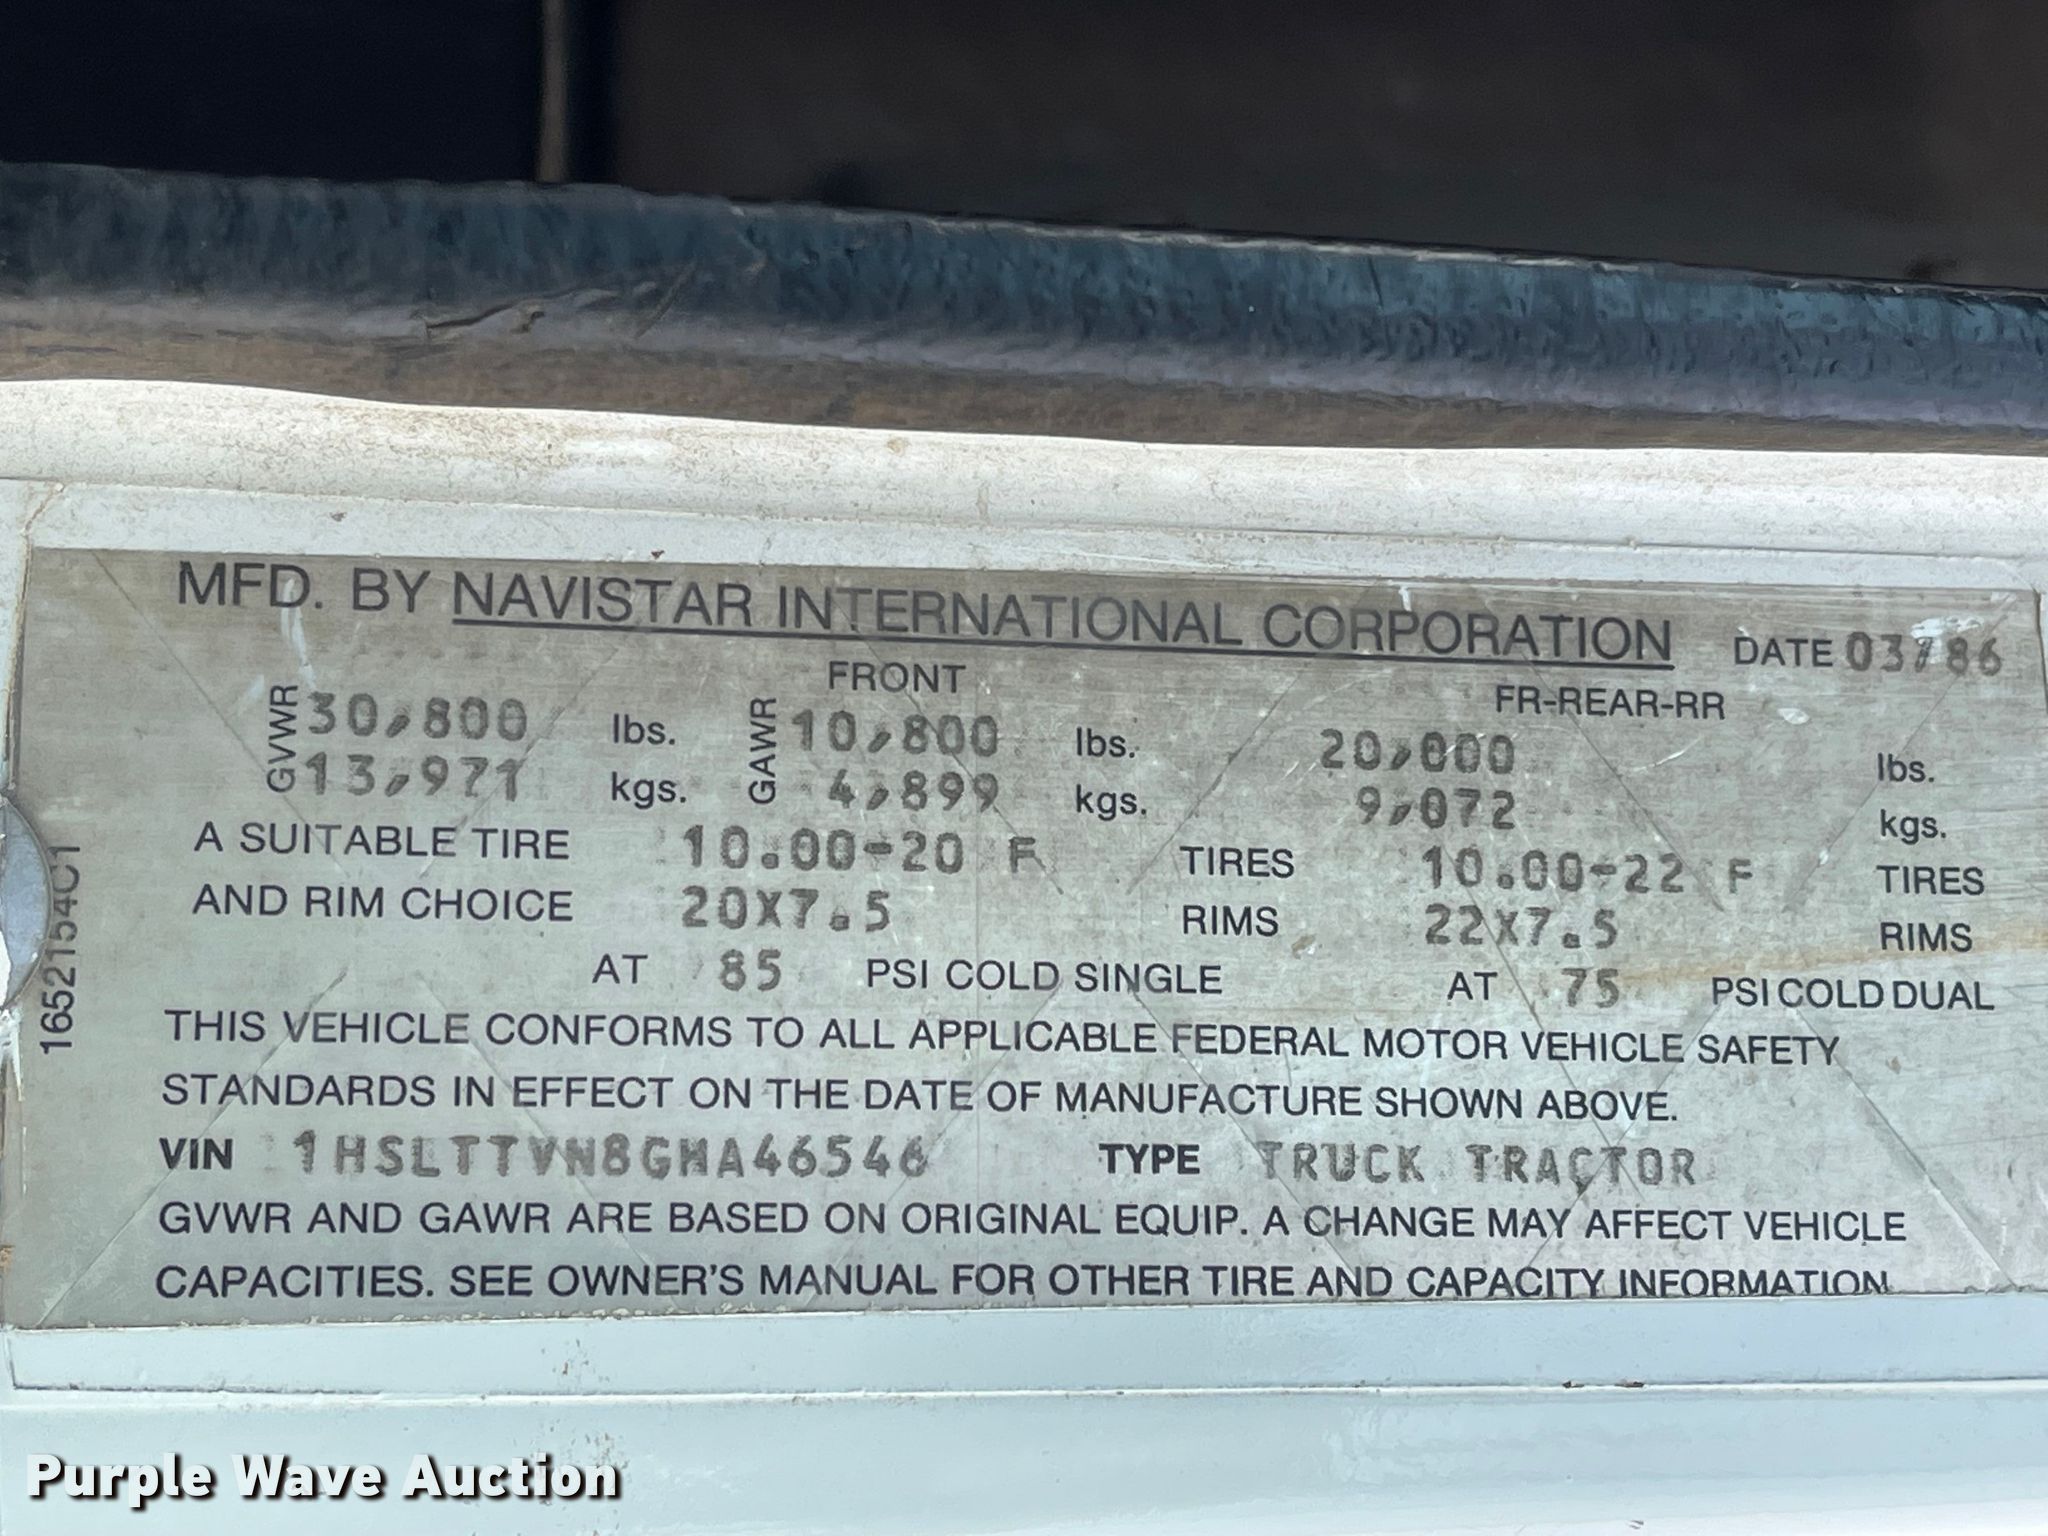 MFD. BY NAVISTAR INTERNATIONAL CORPORATION DATE 03/86
FRONT FR-REAR-RR
GVWR 30,800 lbs. GAWR 10,800 lbs. 20,000 lbs.
13,971 kgs. 4,899 kgs. 9,072 kgs.
A SUITABLE TIRE 10.00-20 F TIRES 10.00-22 F TIRES
AND RIM CHOICE 20X7.5 RIMS 22X7.5 RIMS
AT 85 PSI COLD SINGLE AT 75 PSI COLD DUAL
THIS VEHICLE CONFORMS TO ALL APPLICABLE FEDERAL MOTOR VEHICLE SAFETY
STANDARDS IN EFFECT ON THE DATE OF MANUFACTURE SHOWN ABOVE.
VIN 1HSLTTVN8GHA46546 TYPE TRUCK TRACTOR
GVWR AND GAWR ARE BASED ON ORIGINAL EQUIP. A CHANGE MAY AFFECT VEHICLE
CAPACITIES. SEE OWNER'S MANUAL FOR OTHER TIRE AND CAPACITY INFORMATION
1652154C1
Purple Wave Auction